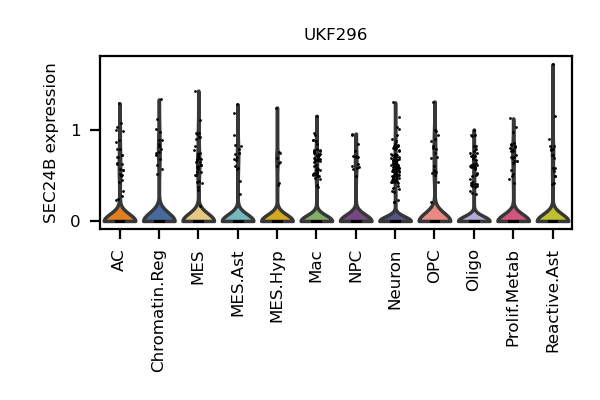 UKF296
SEC24B expression
1
0
AC
Chromatin.Reg
MES
MES.Ast
MES.Hyp
Mac
NPC
Neuron
OPC
Oligo
Prolif.Metab
Reactive.Ast